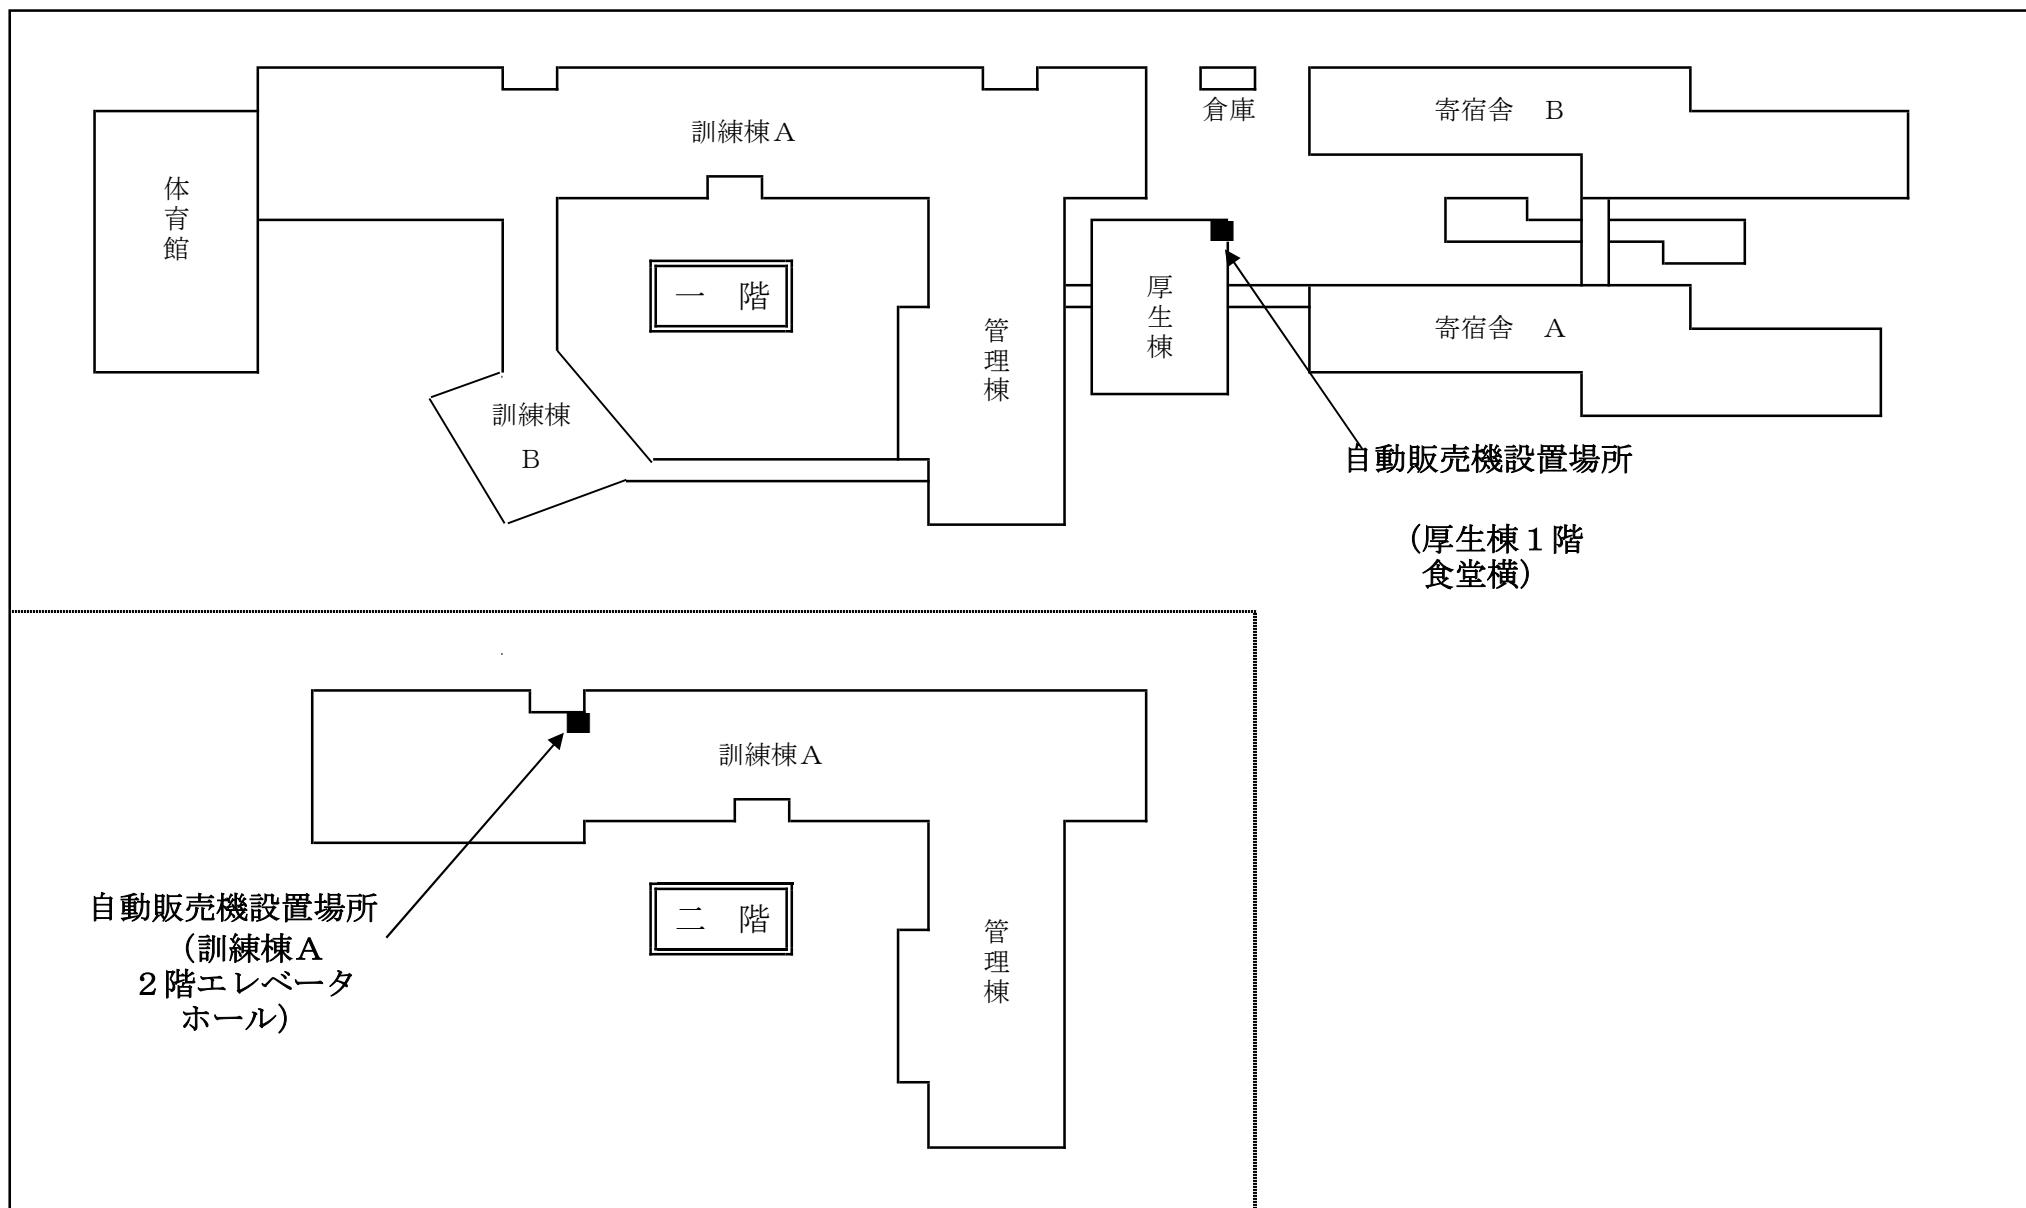 倉庫
寄宿舎　B
訓練棟A
体育館
一　階
厚生棟
管理棟
寄宿舎　A
訓練棟
B
自動販売機設置場所
(厚生棟１階
食堂横)
訓練棟A
自動販売機設置場所
(訓練棟A
２階エレベータ
ホール)
二　階
管理棟